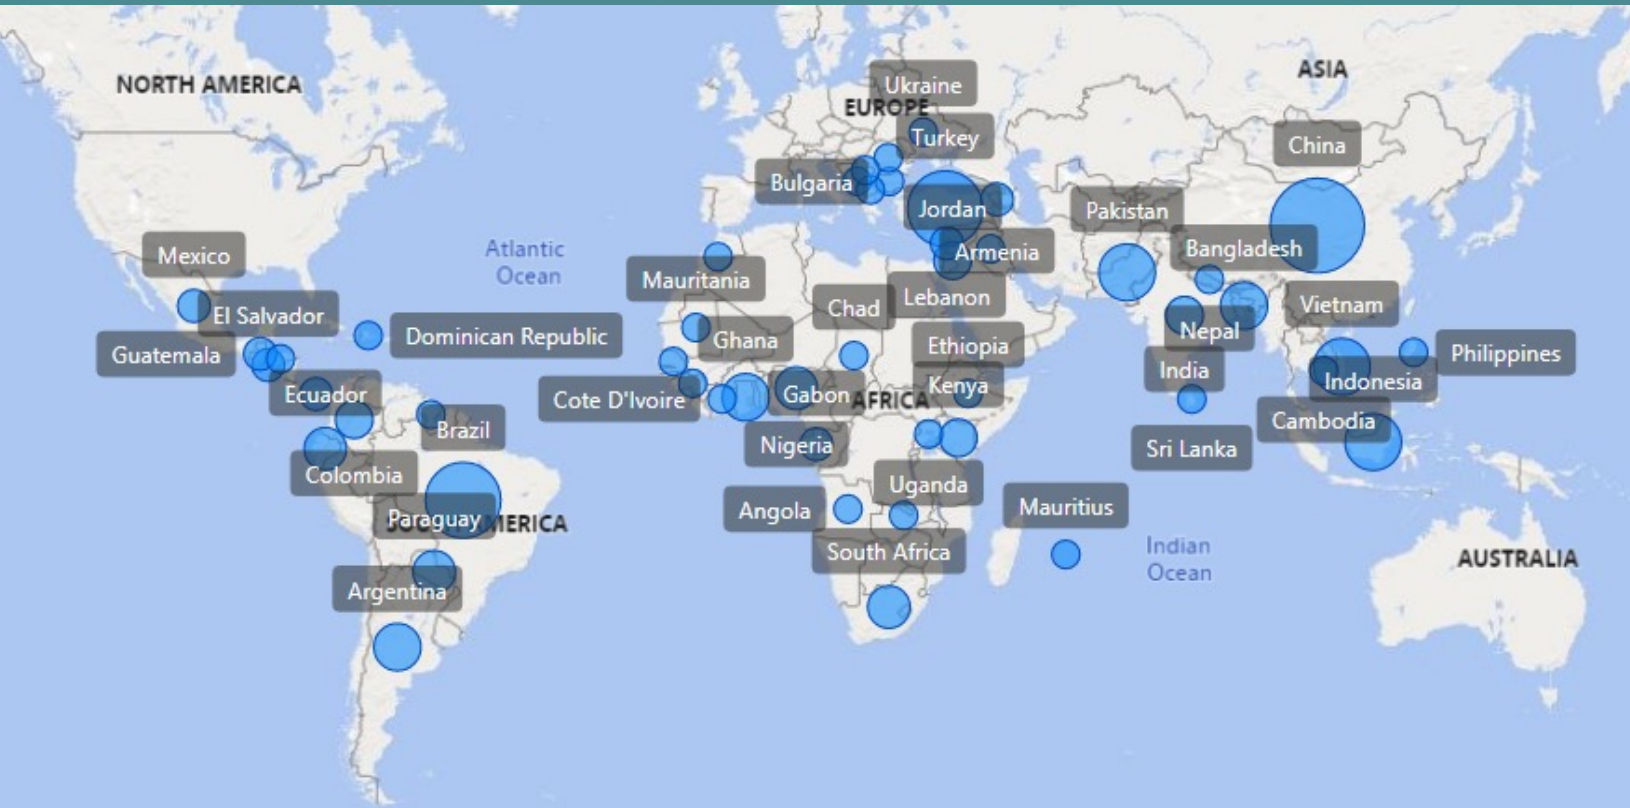 Ukraine
ASIA
NORTH AMERICA
EUROPE
Turkey
China
Bulgaria
Jordan
Pakistan
Atlantic
Ocean
Mexico
Armenia
Bangladesh
Mauritania
Lebanon
Chad
Vietnam
El Salvador
Dominican Republic
Ghana
Ethiopia
Nepal
Guatemala
Philippines
India
Indonesia
Ecuador
Cote D'Ivoire
Gabon
AFRICA
Kenya
Brazil
Nigeria
Sri Lanka
Cambodia
Colombia
Uganda
Paraguay
MERICA
Angola
Mauritius
South Africa
Indian
Ocean
AUSTRALIA
Argentina